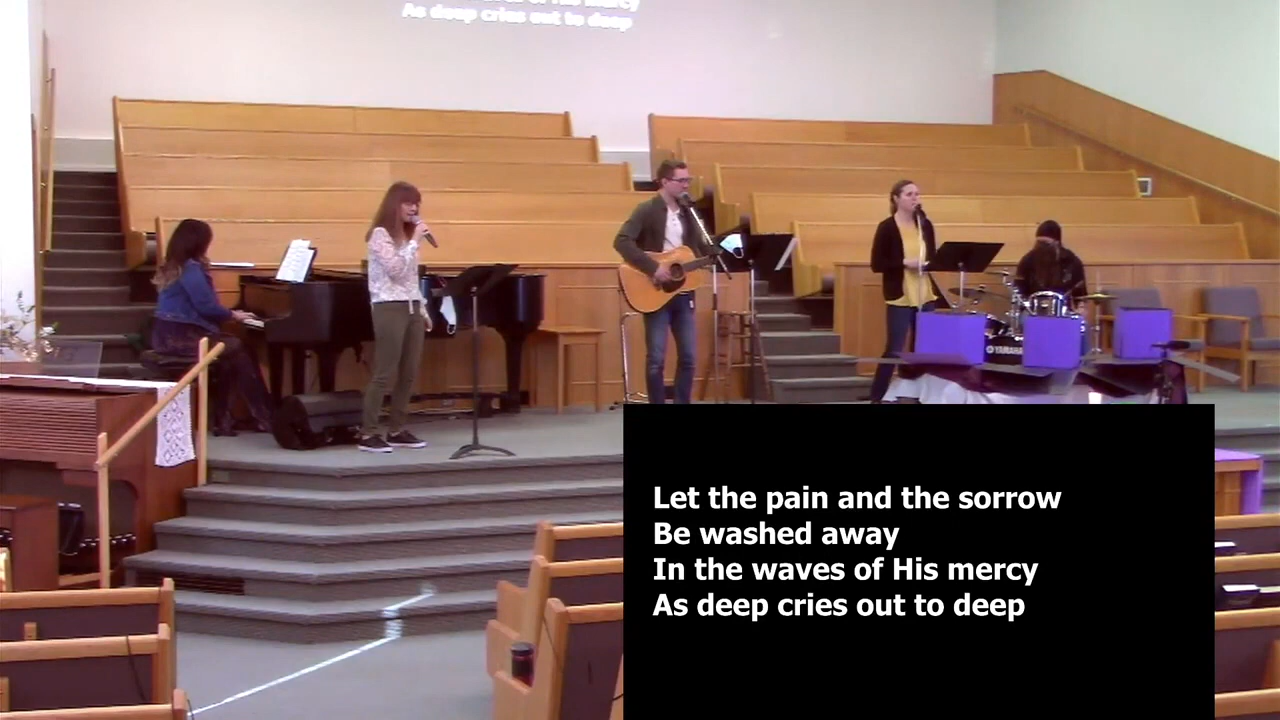 As deep cries out to deep
YAMAHA
Let the pain and the sorrow
Be washed away
In the waves of His mercy
As deep cries out to deep